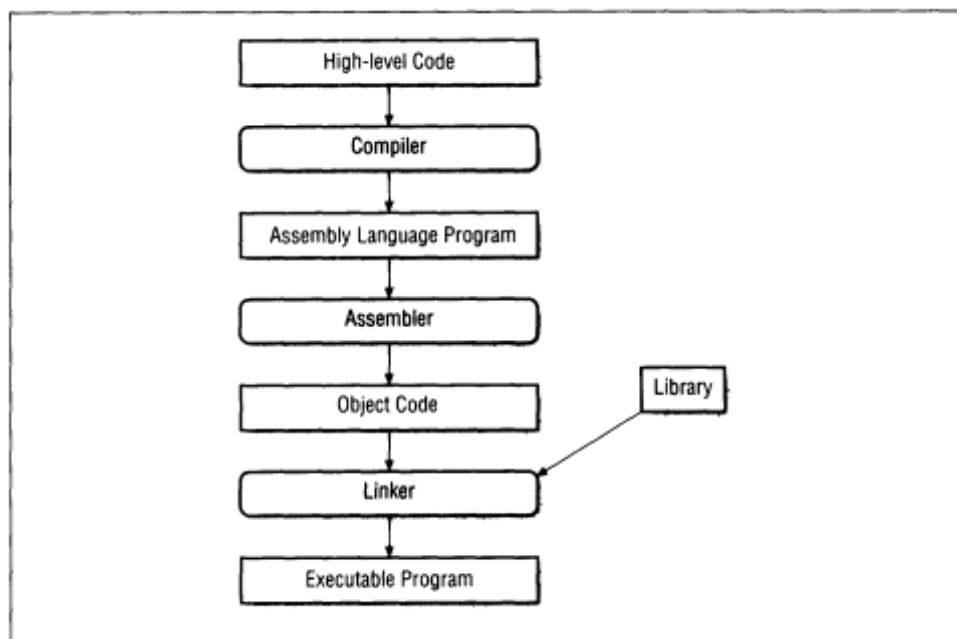 High-level Code
Compiler
Assembly Language Program
Assembler
Object Code
Library
Linker
Executable Program